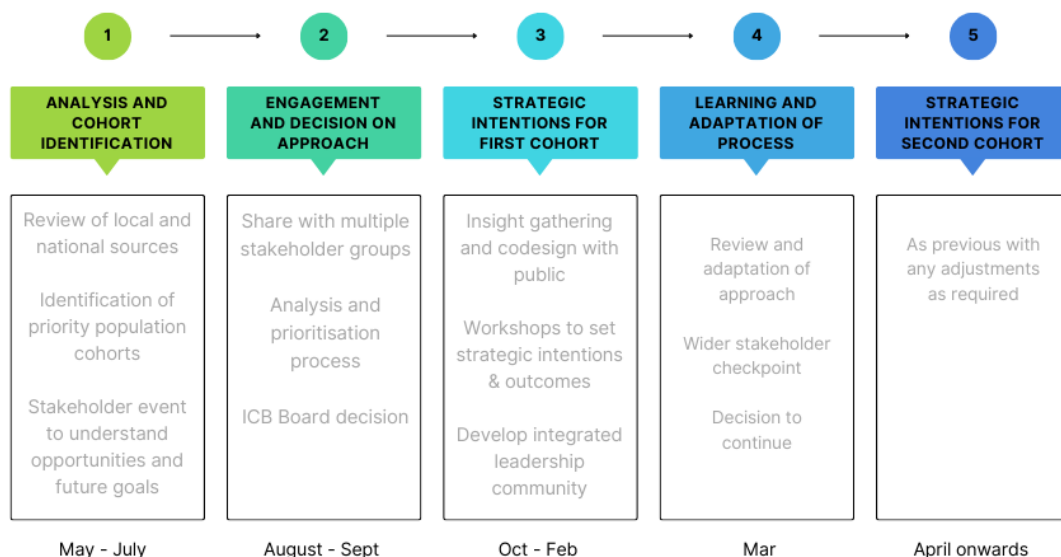 1
2
3
4
5
ANALYSIS AND
COHORT
IDENTIFICATION
ENGAGEMENT
AND DECISION ON
APPROACH
STRATEGIC
INTENTIONS FOR
FIRST COHORT
LEARNING AND
ADAPTATION OF
PROCESS
STRATEGIC
INTENTIONS FOR
SECOND COHORT
Review of local and
national sources
Identification of
priority population
cohorts
Stakeholder event
to understand
opportunities and
future goals
Share with multiple
stakeholder groups
Analysis and
prioritisation
process
ICB Board decision
Insight gathering
and codesign with
public
Workshops to set
strategic intentions
& outcomes
Develop integrated
leadership
community
Review and
adaptation of
approach
Wider stakeholder
checkpoint
Decision to
continue
As previous with
any adjustments
as required
May - July
August - Sept
Oct - Feb
Mar
April onwards